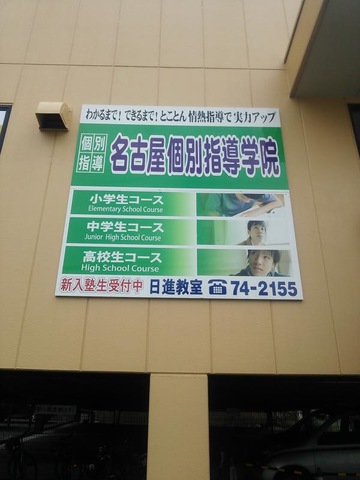 わかるまで!できるまで!とことん情熱指導で実力アップ
個別指導 名古屋個別指導学院
小学生コース
Elementary School Course
中学生コース
Junior High School Course
高校生コース
High School Course
新入塾生受付中 日進教室 ☎74-2155